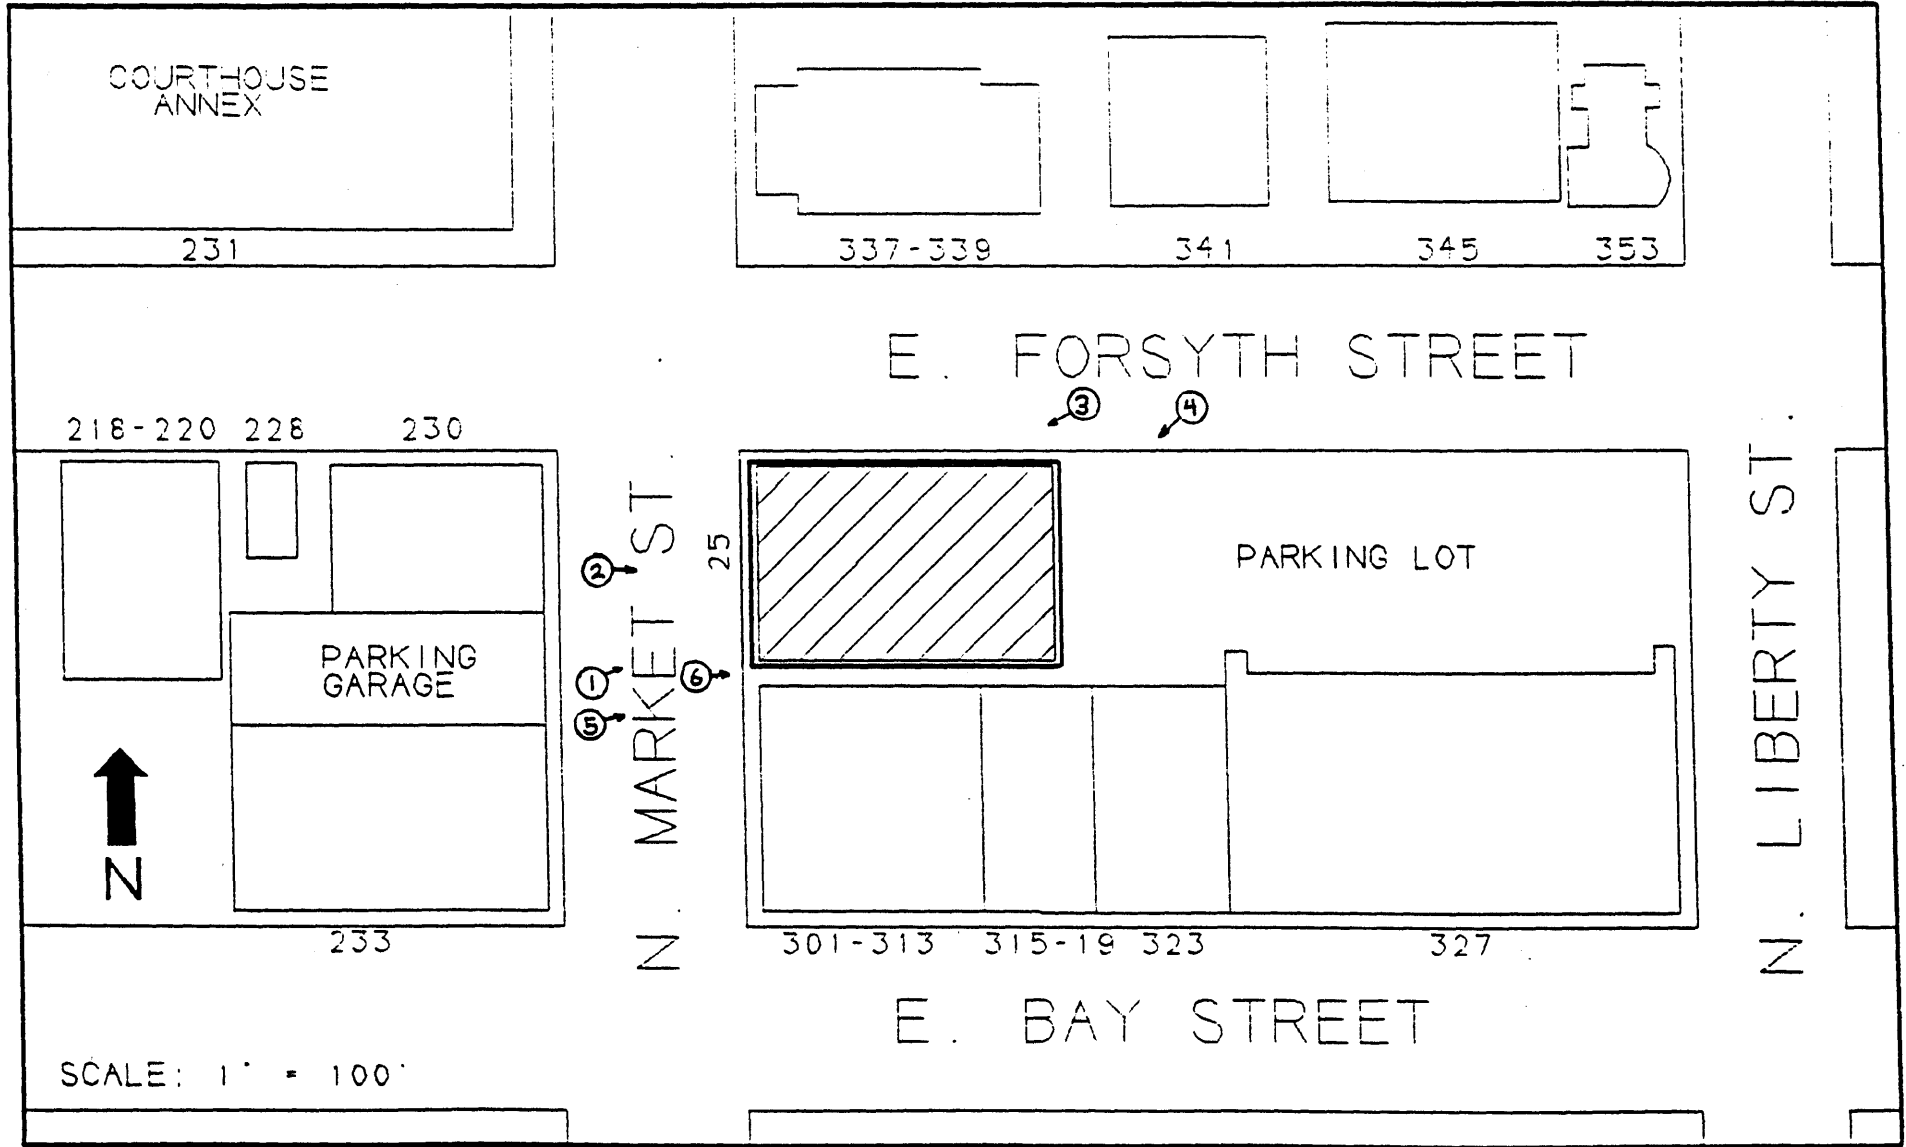 COURTHOUSE
ANNEX
231
337-339 341 345 353
E. FORSYTH STREET
3 4
218-220 228 230
N. MARKET ST.
25
2
PARKING LOT
N. LIBERTY ST.
PARKING
GARAGE
1
6
5
N
233
301-313 315-19 323 327
E. BAY STREET
SCALE: 1" = 100'